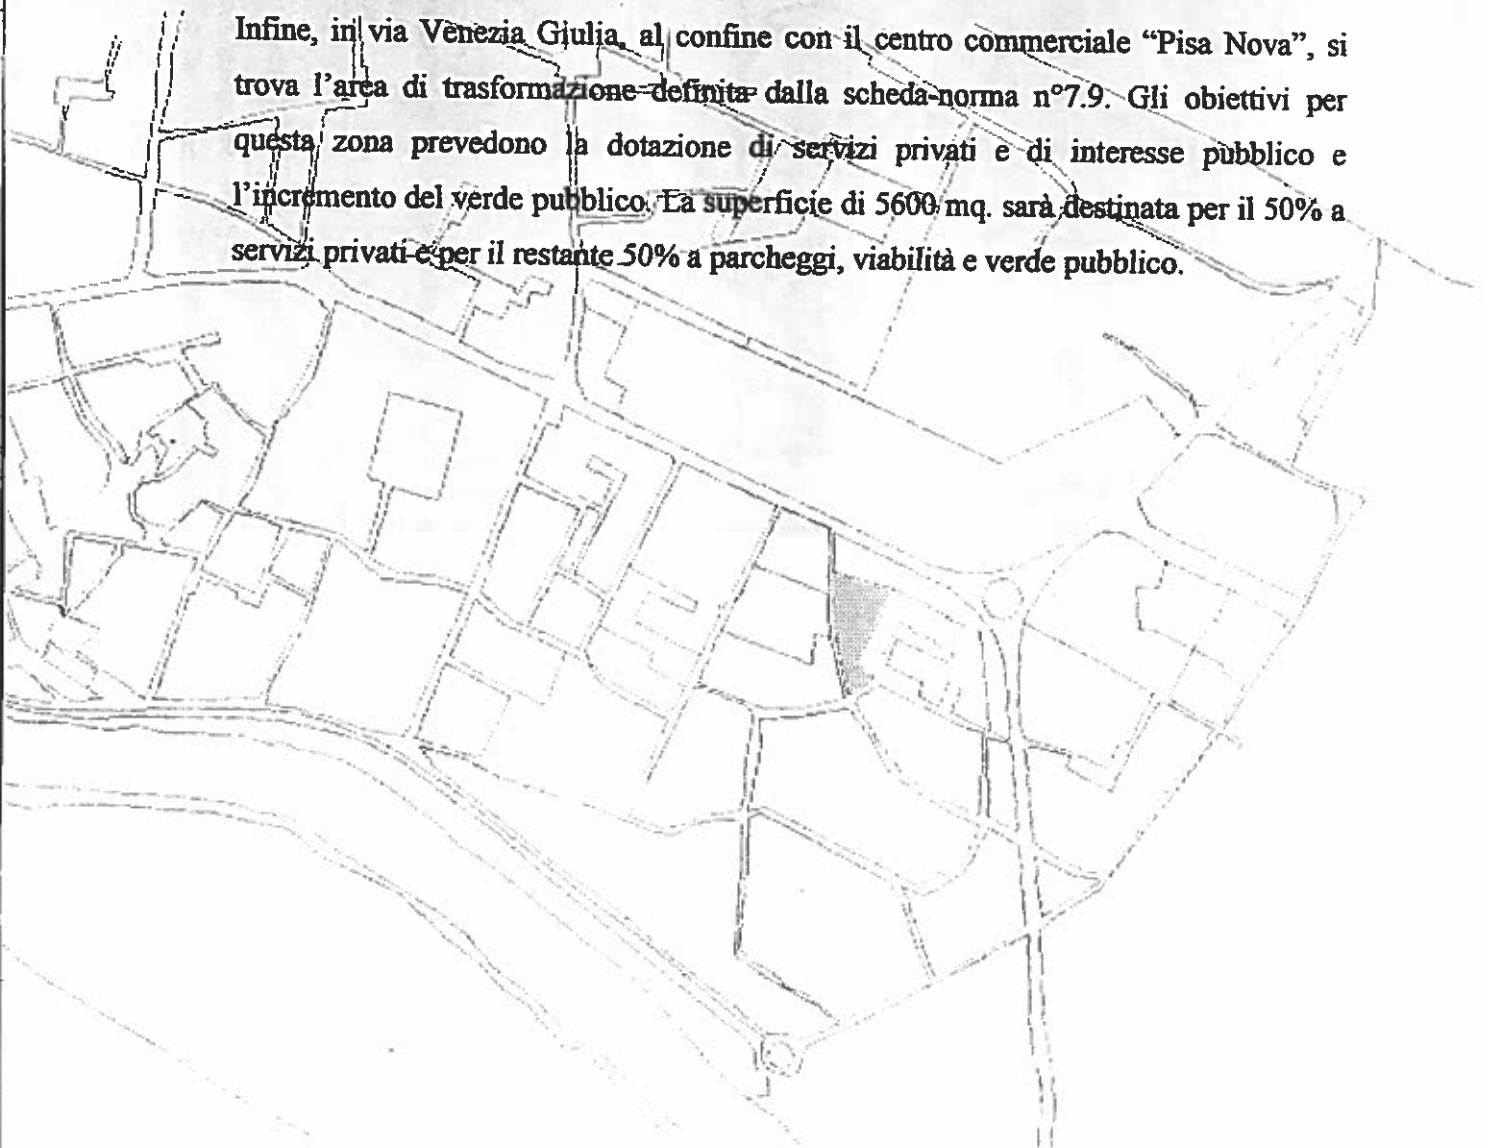 Infine, in via Venezia Giulia, al confine con il centro commerciale “Pisa Nova”, si
trova l’area di trasformazione definita dalla scheda-norma n°7.9. Gli obiettivi per
questa zona prevedono la dotazione di servizi privati e di interesse pubblico e
l’incremento del verde pubblico. La superficie di 5600 mq. sarà destinata per il 50% a
servizi privati e per il restante 50% a parcheggi, viabilità e verde pubblico.